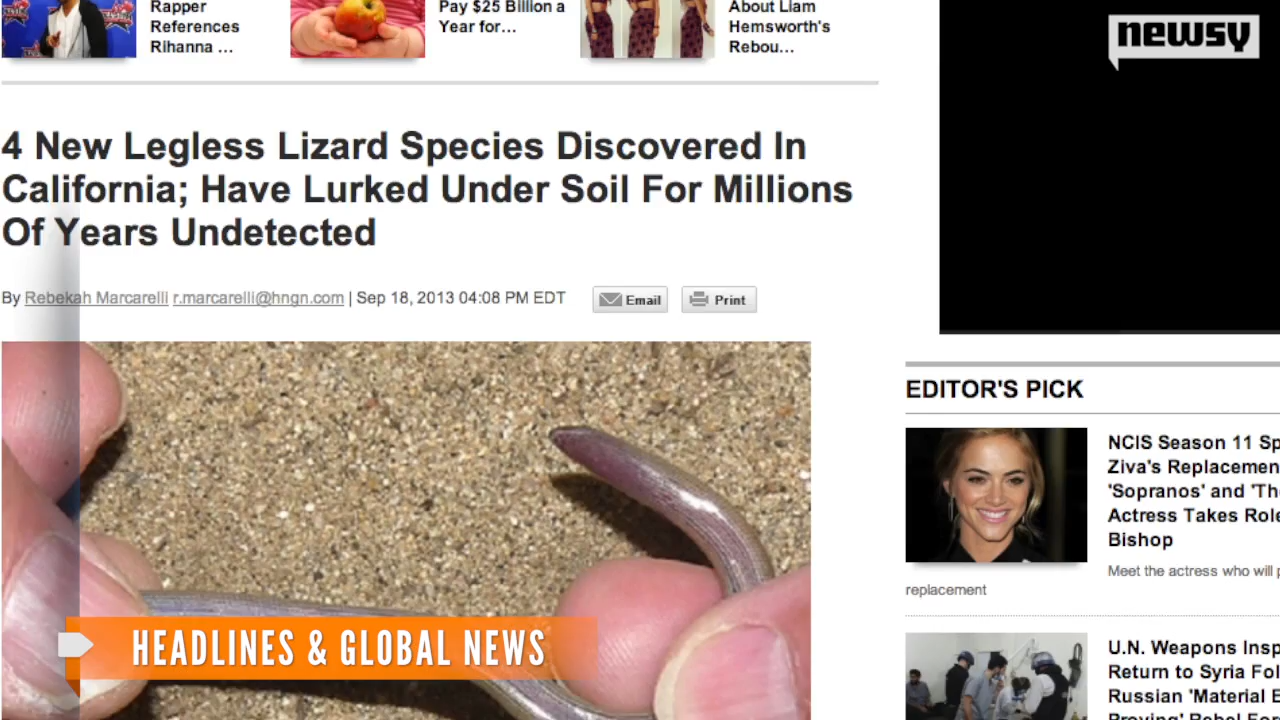 Rapper
References
Rihanna ...
Pay $25 Billion a
Year for...
About Liam
Hemsworth's
Rebou...
newsy
4 New Legless Lizard Species Discovered In
California; Have Lurked Under Soil For Millions
Of Years Undetected
By Rebekah Marcarelli r.marcarelli@hngn.com | Sep 18, 2013 04:08 PM EDT
Email
Print
EDITOR'S PICK
NCIS Season 11 Sp
Ziva's Replacemen
'Sopranos' and 'Th
Actress Takes Role
Bishop
Meet the actress who will p
replacement
U.N. Weapons Insp
Return to Syria Fol
Russian 'Material E
Proving' Rebel For
HEADLINES & GLOBAL NEWS